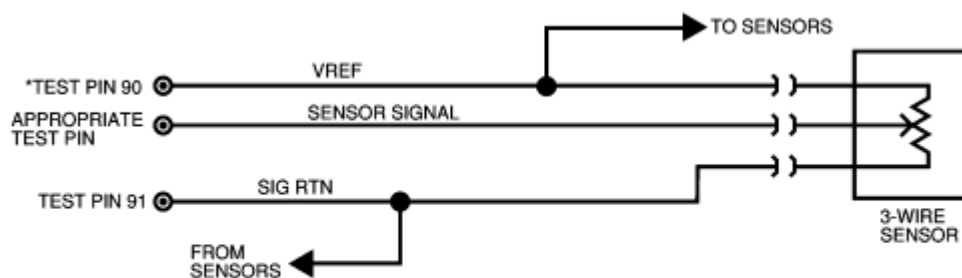 TO SENSORS
VREF
*TEST PIN 90
SENSOR SIGNAL
APPROPRIATE
TEST PIN
SIG RTN
TEST PIN 91
3-WIRE
SENSOR
FROM
SENSORS